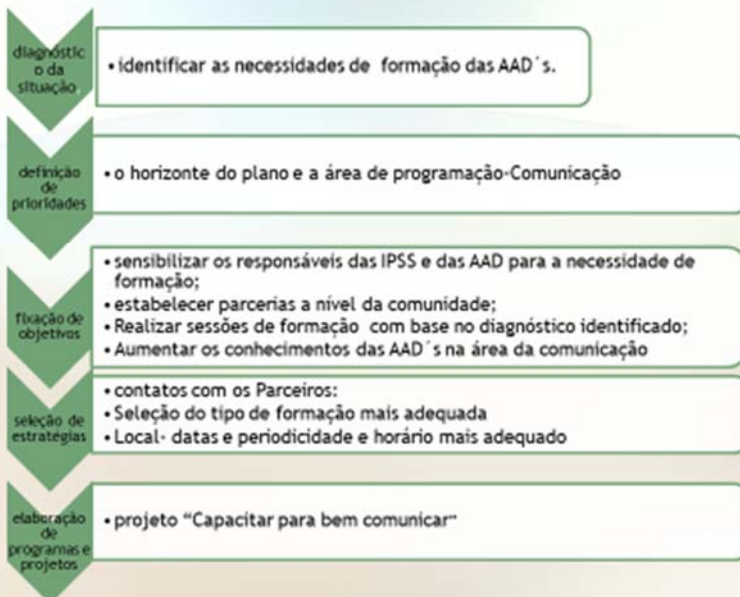 diagnóstic
o da
situação
• identificar as necessidades de formação das AAD´s.
definição
de
prioridades
• o horizonte do plano e a área de programação-Comunicação
fixação de
objetivos
• sensibilizar os responsáveis das IPSS e das AAD para a necessidade de
formação;
• estabelecer parcerias a nível da comunidade;
• Realizar sessões de formação com base no diagnóstico identificado;
• Aumentar os conhecimentos das AAD´s na área da comunicação
seleção de
estratégias
• contatos com os Parceiros:
• Seleção do tipo de formação mais adequada
• Local- datas e periodicidade e horário mais adequado
elaboração
de
programas e
projetos
• projeto “Capacitar para bem comunicar”